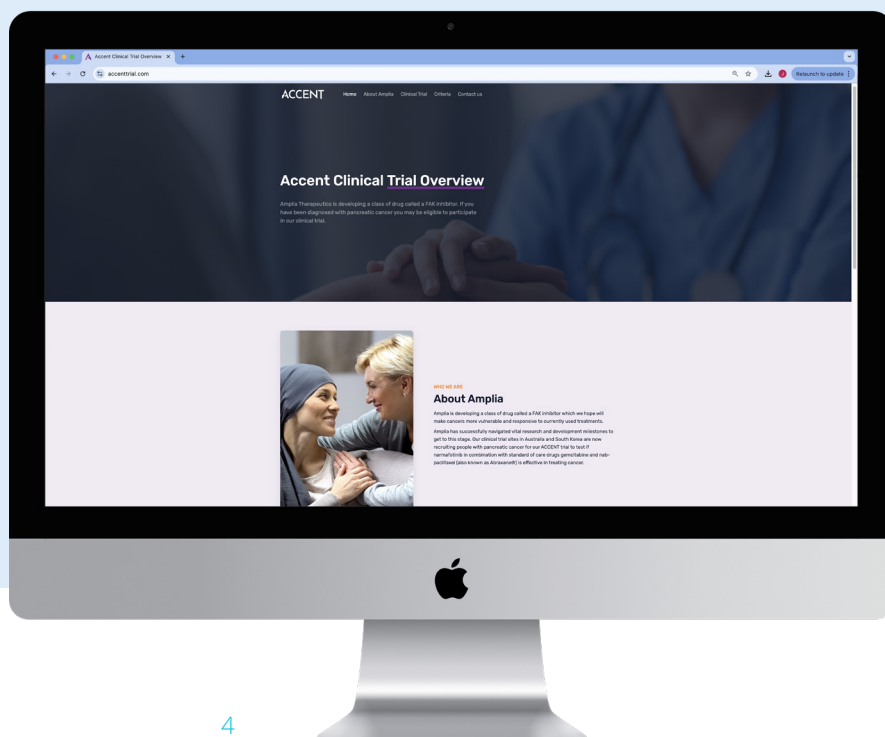 Accent Clinical Trial Overview
accenttrial.com
Relaunch to update
ACCENT
Home About Amplia Clinical Trial Criteria Contact us
Accent Clinical Trial Overview
Amplia Therapeutics is developing a class of drug called a FAK inhibitor. If you
have been diagnosed with pancreatic cancer you may be eligible to participate
in our clinical trial.
WHO WE ARE
About Amplia
Amplia is developing a class of drug called a FAK inhibitor which we hope will
make cancers more vulnerable and responsive to currently used treatments.
Amplia has successfully navigated vital research and development milestones to
get to this stage. Our clinical trial sites in Australia and South Korea are now
recruiting people with pancreatic cancer for our ACCENT trial to test if
narmafotinib in combination with standard of care drugs gemcitabine and nab-
paclitaxel (also known as Abraxane®) is effective in treating cancer.
4